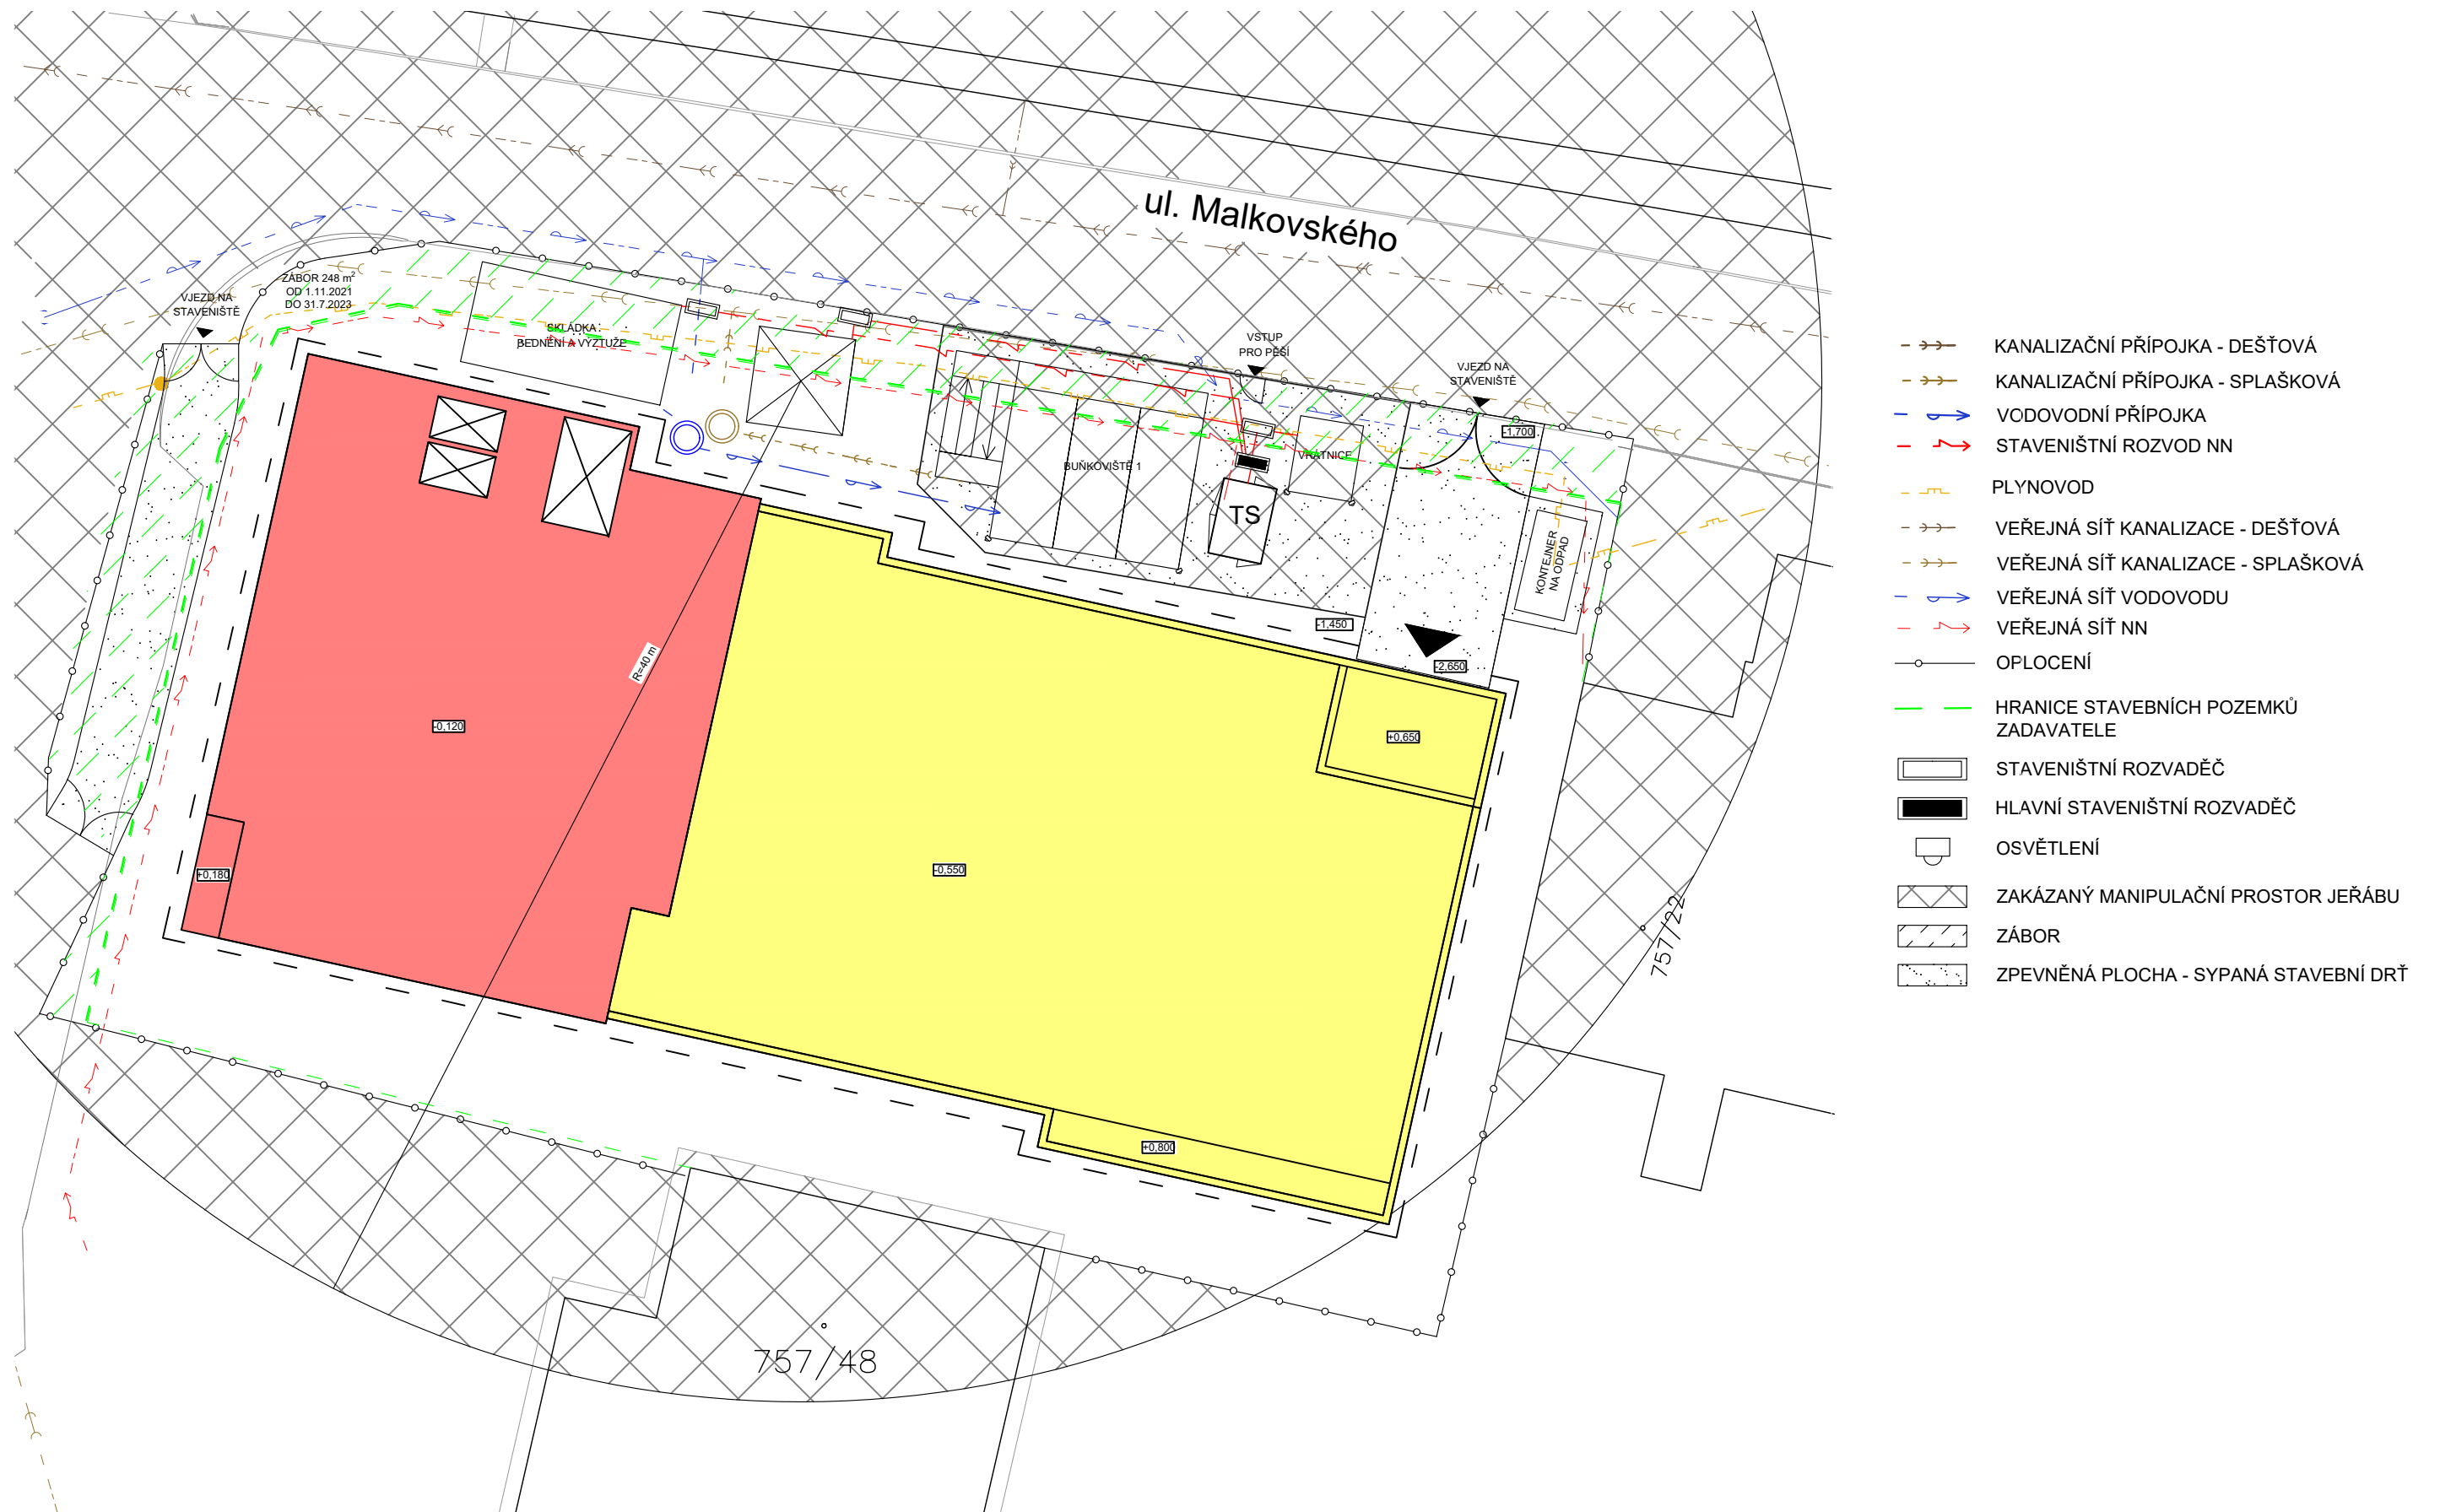 ul. Malkovského
ZÁBOR 248 m²
OD 1.11.2021
DO 31.7.2023
VJEZD NA
STAVENIŠTĚ
SKLÁDKA
BEDNĚNÍ A VÝZTUŽE
VSTUP
PRO PĚŠÍ
VJEZD NA
STAVENIŠTĚ
-1,700
BUŇKOVIŠTĚ 1
VRÁTNICE
TS
KONTEJNER
NA ODPAD
-1,450
-2,650
R=40 m
-0,120
+0,650
+0,180
-0,550
757/22
+0,800
757/48
KANALIZAČNÍ PŘÍPOJKA - DEŠŤOVÁ
KANALIZAČNÍ PŘÍPOJKA - SPLAŠKOVÁ
VODOVODNÍ PŘÍPOJKA
STAVENIŠTNÍ ROZVOD NN
PLYNOVOD
VEŘEJNÁ SÍŤ KANALIZACE - DEŠŤOVÁ
VEŘEJNÁ SÍŤ KANALIZACE - SPLAŠKOVÁ
VEŘEJNÁ SÍŤ VODOVODU
VEŘEJNÁ SÍŤ NN
OPLOCENÍ
HRANICE STAVEBNÍCH POZEMKŮ
ZADAVATELE
STAVENIŠTNÍ ROZVADĚČ
HLAVNÍ STAVENIŠTNÍ ROZVADĚČ
OSVĚTLENÍ
ZAKÁZANÝ MANIPULAČNÍ PROSTOR JEŘÁBU
ZÁBOR
ZPEVNĚNÁ PLOCHA - SYPANÁ STAVEBNÍ DRŤ